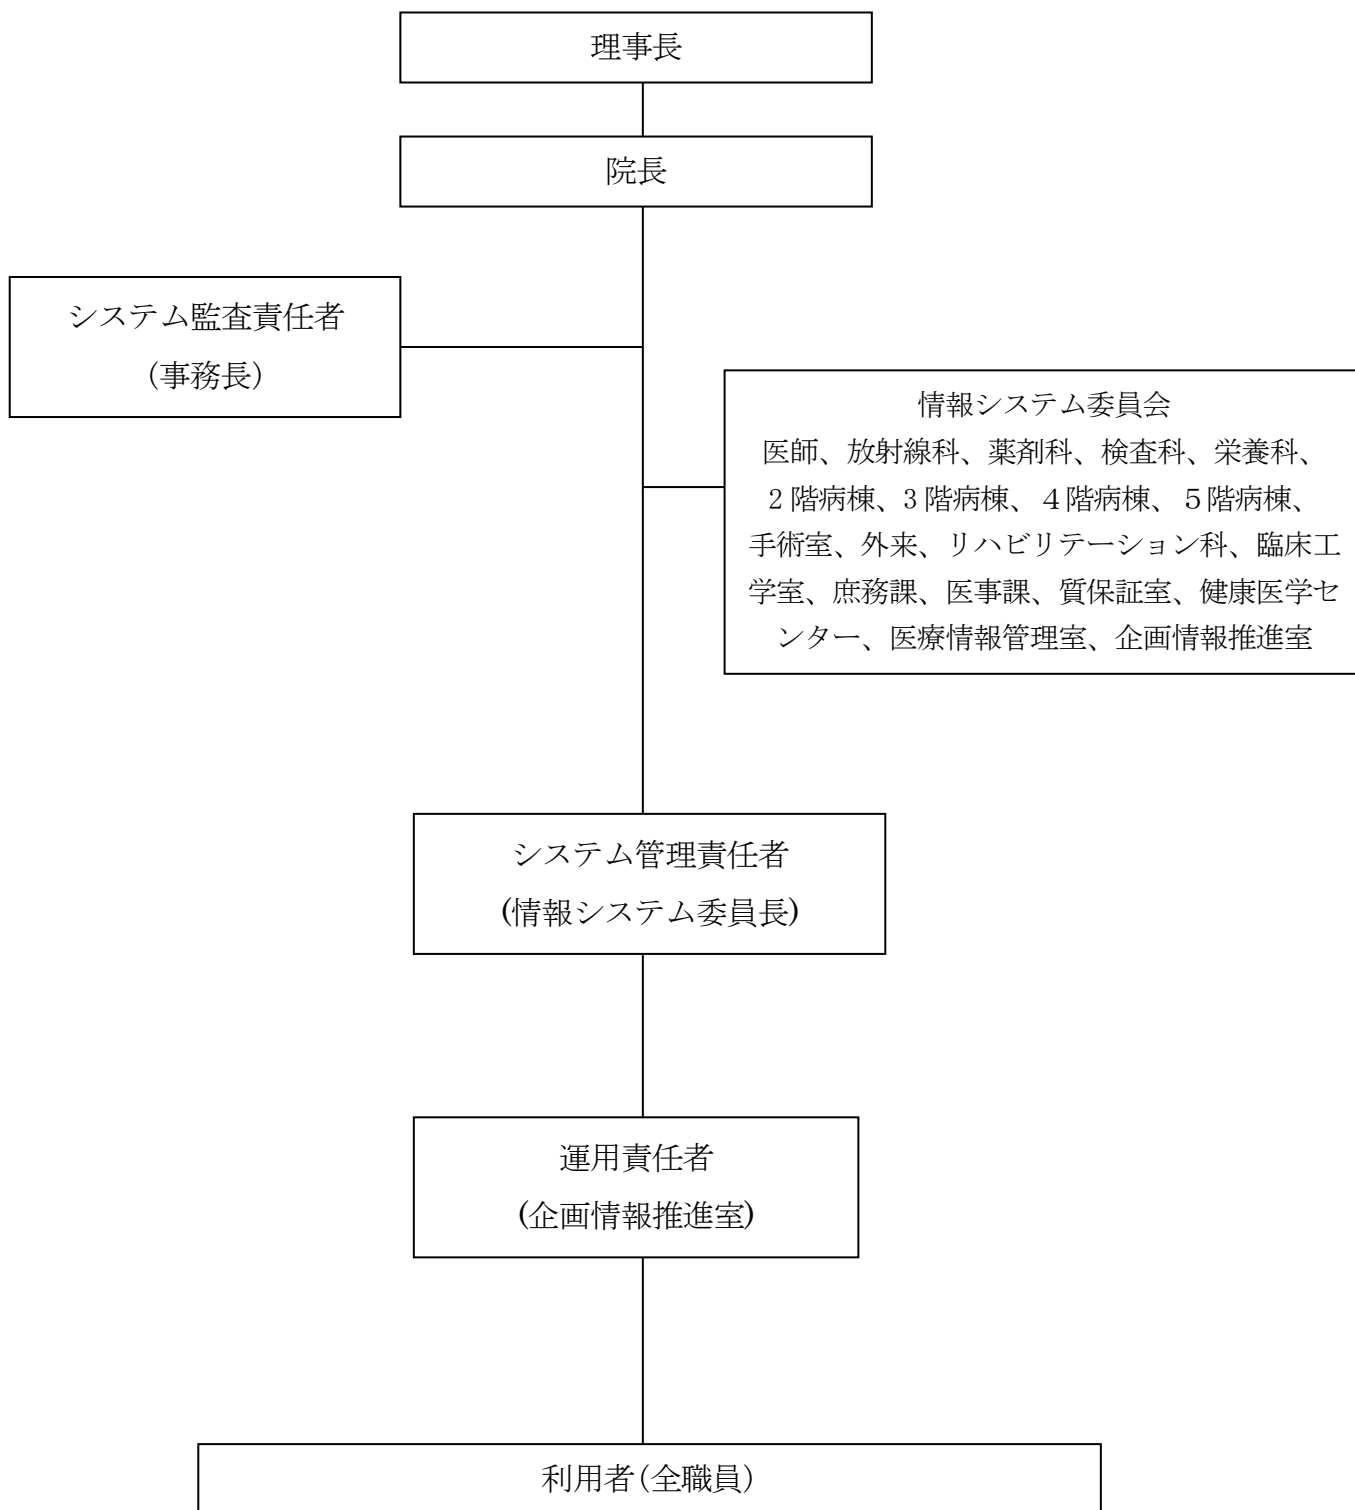 理事長
院長
システム監査責任者
(事務長)
情報システム委員会
医師、放射線科、薬剤科、検査科、栄養科、
2階病棟、3階病棟、４階病棟、５階病棟、
手術室、外来、リハビリテーション科、臨床工
学室、庶務課、医事課、質保証室、健康医学セ
ンター、医療情報管理室、企画情報推進室
システム管理責任者
(情報システム委員長)
運用責任者
(企画情報推進室)
利用者(全職員)